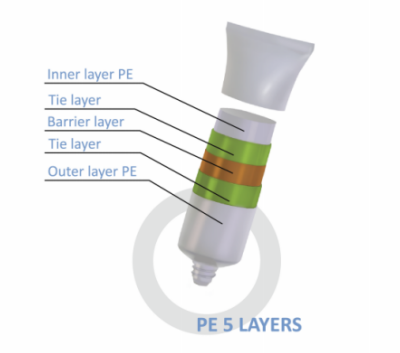 Inner layer PE
Tie layer
Barrier layer
Tie layer
Outer layer PE
PE 5 LAYERS